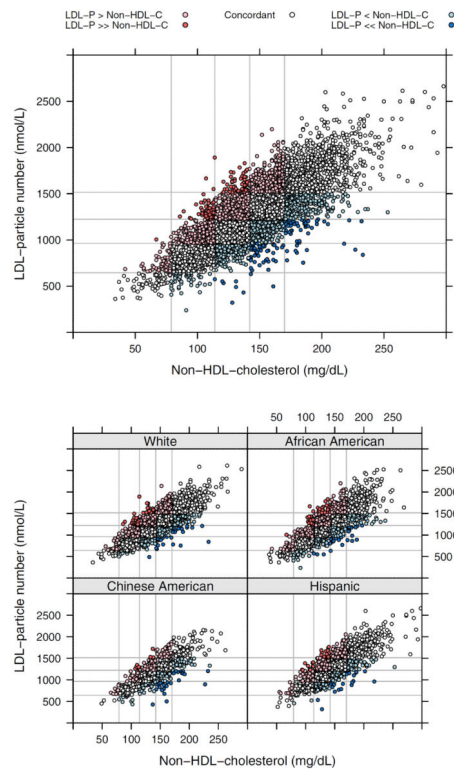 LDL−P > Non−HDL−C Concordant LDL−P < Non−HDL−C
LDL−P >> Non−HDL−C LDL−P << Non−HDL−C
LDL−particle number (nmol/L)
2500
2000
1500
1000
500
50 100 150 200 250
Non−HDL−cholesterol (mg/dL)
50 100 150 200 250
White African American
2500
2000
1500
1000
500
Chinese American Hispanic
2500
2000
1500
1000
500
LDL−particle number (nmol/L)
50 100 150 200 250
Non−HDL−cholesterol (mg/dL)